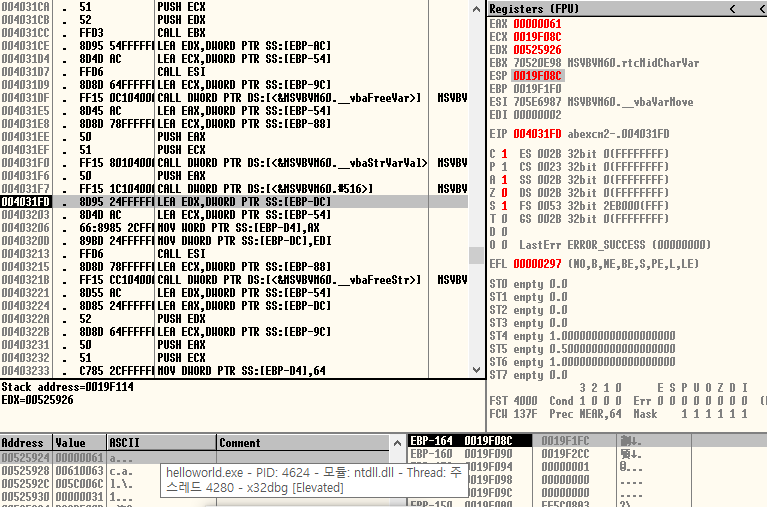 004031CA . 51 PUSH ECX
004031CB . 52 PUSH EDX
004031CC . FFD3 CALL EBX
004031CE . 8D95 54FFFFFF LEA EDX,DWORD PTR SS:[EBP-AC]
004031D4 . 8D4D AC LEA ECX,DWORD PTR SS:[EBP-54]
004031D7 . FFD6 CALL ESI
004031D9 . 8D8D 64FFFFFF LEA ECX,DWORD PTR SS:[EBP-9C]
004031DF . FF15 0C104000 CALL DWORD PTR DS:[<&MSVBVM60.__vbaFreeVar>] MSVBV
004031E5 . 8D45 AC LEA EAX,DWORD PTR SS:[EBP-54]
004031E8 . 8D8D 78FFFFFF LEA ECX,DWORD PTR SS:[EBP-88]
004031EE . 50 PUSH EAX
004031EF . 51 PUSH ECX
004031F0 . FF15 80104000 CALL DWORD PTR DS:[<&MSVBVM60.__vbaStrVarVal> MSVBV
004031F6 . 50 PUSH EAX
004031F7 . FF15 1C104000 CALL DWORD PTR DS:[<&MSVBVM60.#516>] MSVBV
004031FD . 8D95 24FFFFFF LEA EDX,DWORD PTR SS:[EBP-DC]
00403203 . 8D4D AC LEA ECX,DWORD PTR SS:[EBP-54]
00403206 . 66:8985 2CFFF MOV WORD PTR SS:[EBP-D4],AX
0040320D . 89BD 24FFFFFF MOV DWORD PTR SS:[EBP-DC],EDI
00403213 . FFD6 CALL ESI
00403215 . 8D8D 78FFFFFF LEA ECX,DWORD PTR SS:[EBP-88]
0040321B . FF15 CC104000 CALL DWORD PTR DS:[<&MSVBVM60.__vbaFreeStr>] MSVBV
00403221 . 8D55 AC LEA EDX,DWORD PTR SS:[EBP-54]
00403224 . 8D85 24FFFFFF LEA EAX,DWORD PTR SS:[EBP-DC]
0040322A . 52 PUSH EDX
0040322B . 8D8D 64FFFFFF LEA ECX,DWORD PTR SS:[EBP-9C]
00403231 . 50 PUSH EAX
00403232 . 51 PUSH ECX
00403233 . C785 2CFFFFFF MOV DWORD PTR SS:[EBP-D4],64
Stack address=0019F114
EDX=00525926
Registers (FPU) < <
EAX 00000061
ECX 0019F08C
EDX 00525926
EBX 70520E98 MSVBVM60.rtcMidCharVar
ESP 0019F08C
EBP 0019F1F0
ESI 705E6987 MSVBVM60.__vbaVarMove
EDI 00000002
EIP 004031FD abexcm2-.004031FD
C 1 ES 002B 32bit 0(FFFFFFFF)
P 1 CS 0023 32bit 0(FFFFFFFF)
A 1 SS 002B 32bit 0(FFFFFFFF)
Z 0 DS 002B 32bit 0(FFFFFFFF)
S 1 FS 0053 32bit 2EB000(FFF)
T 0 GS 002B 32bit 0(FFFFFFFF)
D 0
O 0 LastErr ERROR_SUCCESS (00000000)
EFL 00000297 (NO,B,NE,BE,S,PE,L,LE)
ST0 empty 0.0
ST1 empty 0.0
ST2 empty 0.0
ST3 empty 0.0
ST4 empty 1.0000000000000000000
ST5 empty 0.5000000000000000000
ST6 empty 1.0000000000000000000
ST7 empty 0.0
3 2 1 0 E S P U O Z D I
FST 4000 Cond 1 0 0 0 Err 0 0 0 0 0 0 0 0 (
FCW 137F Prec NEAR,64 Mask 1 1 1 1 1 1
Address Value ASCII Comment
00525924 00000061 a...
00525928 00610063 c.a.
0052592C 005C006C l.\.
00525930 00000031 1...
helloworld.exe - PID: 4624 - 모듈: ntdll.dll - Thread: 주
스레드 4280 - x32dbg [Elevated]
EBP-164 0019F08C 0019F1FC
EBP-160 0019F090 0019F2CC
0019F094 00000001
0019F098 00000000 ....
0019F09C 00000000 ....